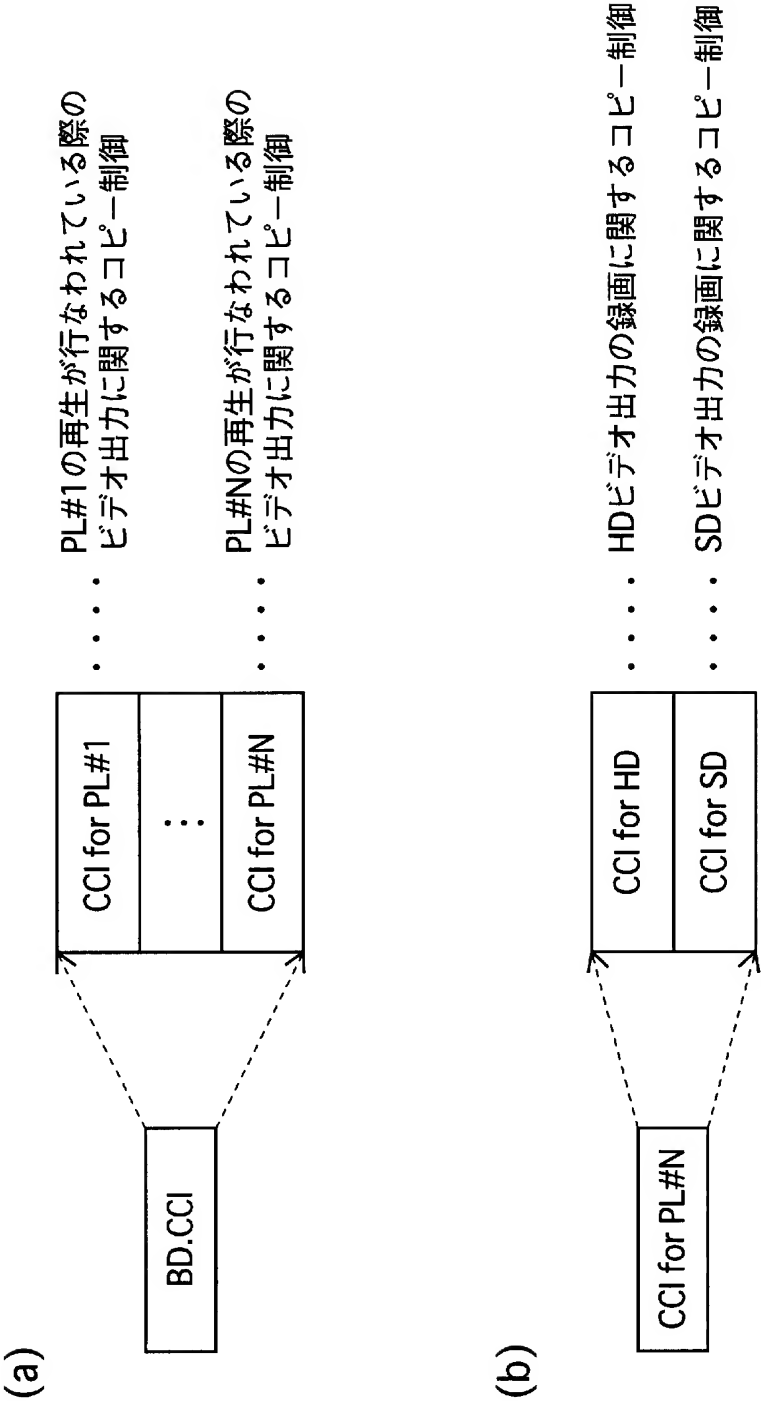 (a)
BD.CCI
CCI for PL#1
⋮
CCI for PL#N
・・・・ PL#1の再生が行なわれている際の
ビデオ出力に関するコピー制御
・・・・ PL#Nの再生が行なわれている際の
ビデオ出力に関するコピー制御
(b)
CCI for PL#N
CCI for HD
CCI for SD
・・・・ HDビデオ出力の録画に関するコピー制御
・・・・ SDビデオ出力の録画に関するコピー制御